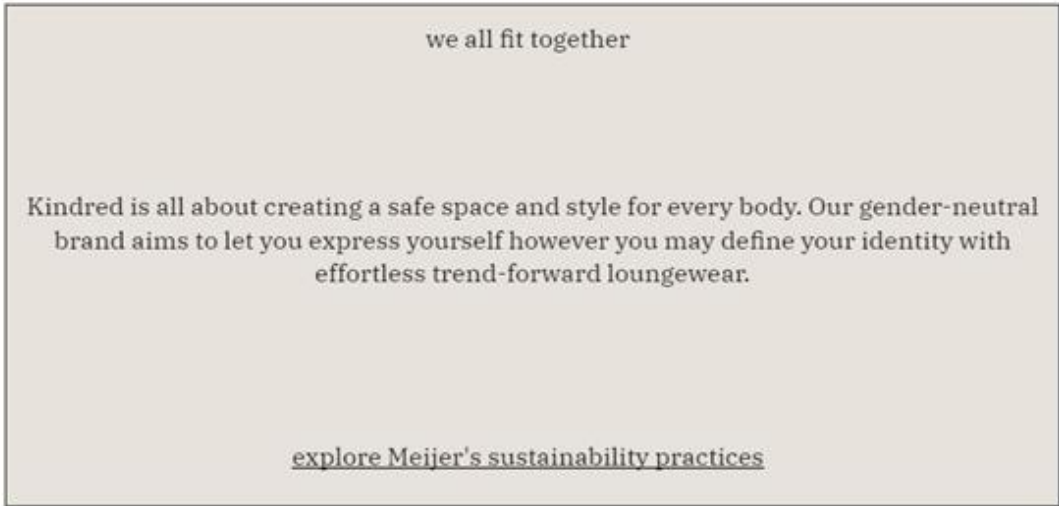 we all fit together
Kindred is all about creating a safe space and style for every body. Our gender-neutral
brand aims to let you express yourself however you may define your identity with
effortless trend-forward loungewear.
explore Meijer's sustainability practices